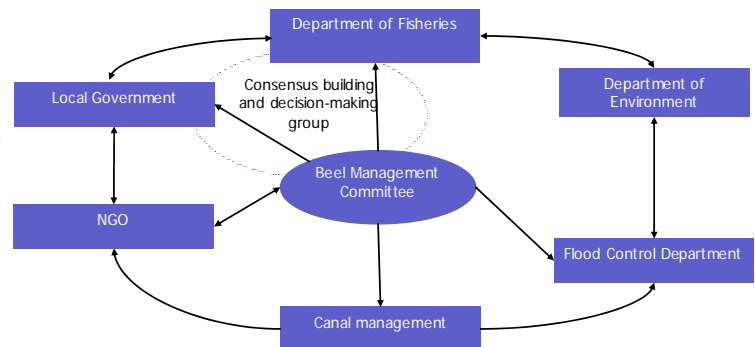 Department of Fisheries
Consensus building
and decision-making
group
Local Government
Department of
Environment
Beel Management
Committee
NGO
Flood Control Department
Canal management